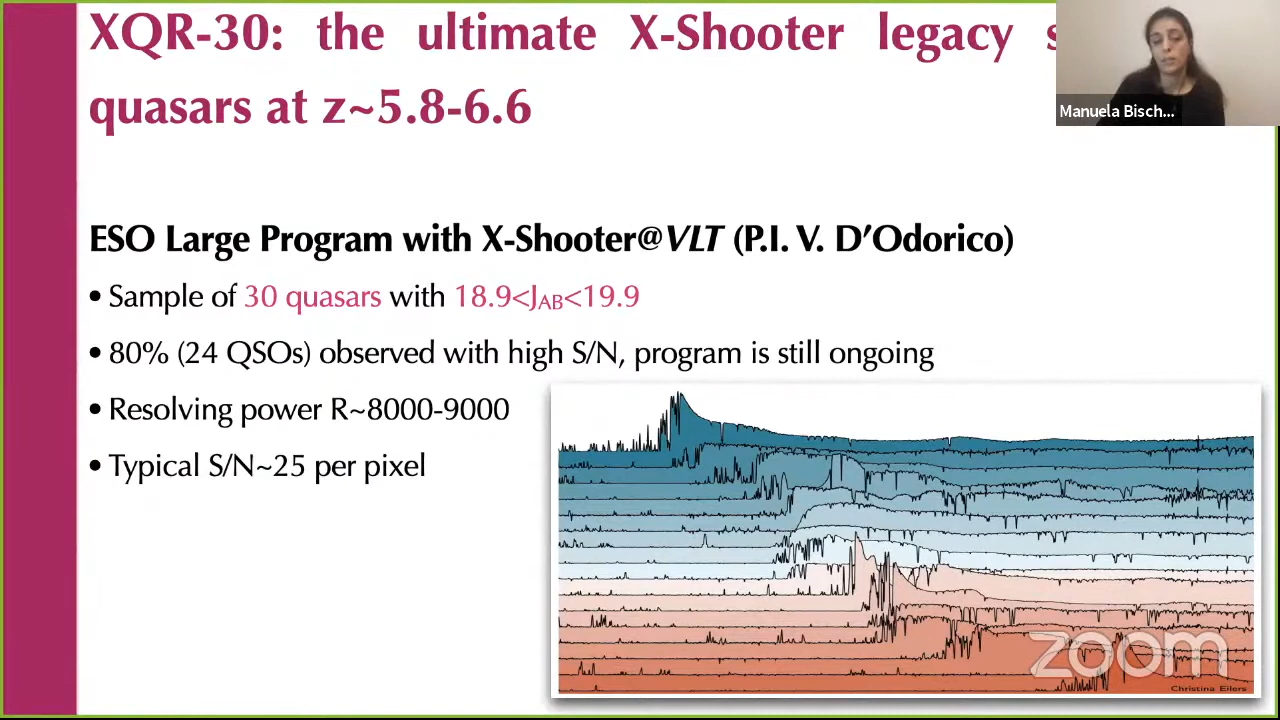 XQR-30: the ultimate X-Shooter legacy s
quasars at z~5.8-6.6
Manuela Bisch...
ESO Large Program with X-Shooter@VLT (P.I. V. D’Odorico)
• Sample of 30 quasars with 18.9<JAB<19.9
• 80% (24 QSOs) observed with high S/N, program is still ongoing
• Resolving power R~8000-9000
• Typical S/N~25 per pixel
zoom
Christina Eilers